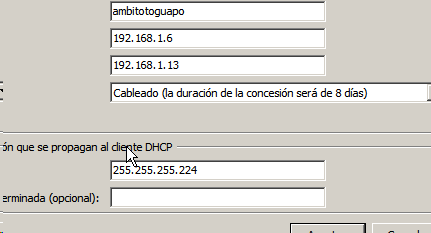 ambitotoguapo
192.168.1.6
192.168.1.13
Cableado (la duración de la concesión será de 8 días)
ón que se propagan al cliente DHCP
255.255.255.224
erminada (opcional):